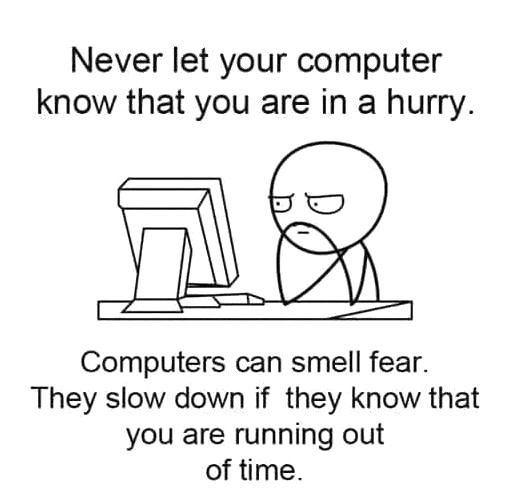 Never let your computer
know that you are in a hurry.
Computers can smell fear.
They slow down if they know that
you are running out
of time.